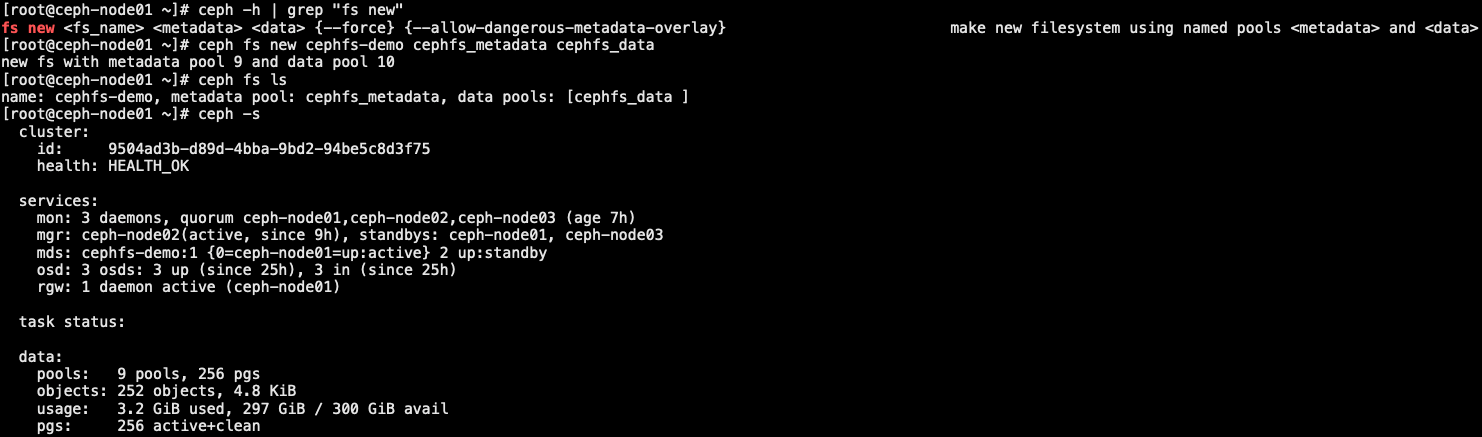 [root@ceph-node01 ~]# ceph -h | grep "fs new"
fs new <fs_name> <metadata> <data> {--force} {--allow-dangerous-metadata-overlay} make new filesystem using named pools <metadata> and <data>
[root@ceph-node01 ~]# ceph fs new cephfs-demo cephfs_metadata cephfs_data
new fs with metadata pool 9 and data pool 10
[root@ceph-node01 ~]# ceph fs ls
name: cephfs-demo, metadata pool: cephfs_metadata, data pools: [cephfs_data ]
[root@ceph-node01 ~]# ceph -s
  cluster:
    id:     9504ad3b-d89d-4bba-9bd2-94be5c8d3f75
    health: HEALTH_OK

  services:
    mon: 3 daemons, quorum ceph-node01,ceph-node02,ceph-node03 (age 7h)
    mgr: ceph-node02(active, since 9h), standbys: ceph-node01, ceph-node03
    mds: cephfs-demo:1 {0=ceph-node01=up:active} 2 up:standby
    osd: 3 osds: 3 up (since 25h), 3 in (since 25h)
    rgw: 1 daemon active (ceph-node01)

  task status:

  data:
    pools:   9 pools, 256 pgs
    objects: 252 objects, 4.8 KiB
    usage:   3.2 GiB used, 297 GiB / 300 GiB avail
    pgs:     256 active+clean